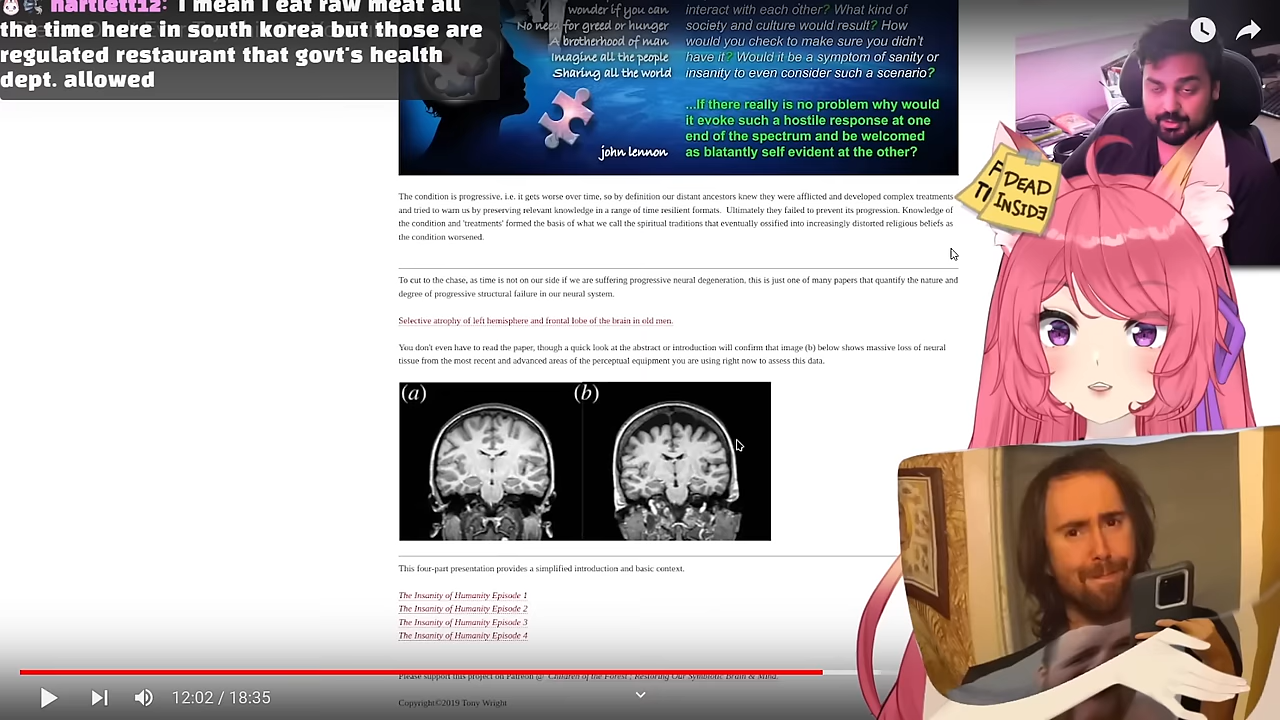 hartlett12: I mean I eat raw meat all
the time here in south korea but those are
regulated restaurant that govt's health
dept. allowed
wonder if you can
No need for greed or hunger
A brotherhood of man
Imagine all the people
Sharing all the world
john lennon
interact with each other? What kind of
society and culture would result? How
would you check to make sure you didn't
have it? Would it be a symptom of sanity or
insanity to even consider such a scenario?
...If there really is no problem why would
it evoke such a hostile response at one
end of the spectrum and be welcomed
as blatantly self evident at the other?
DEAD
INSIDE
The condition is progressive, i.e. it gets worse over time, so by definition our distant ancestors knew they were afflicted and developed complex treatments
and tried to warn us by preserving relevant knowledge in a range of time resilient formats. Ultimately they failed to prevent its progression. Knowledge of
the condition and 'treatments' formed the basis of what we call the spiritual traditions that eventually ossified into increasingly distorted religious beliefs as
the condition worsened.
To cut to the chase, as time is not on our side if we are suffering progressive neural degeneration, this is just one of many papers that quantify the nature and
degree of progressive structural failure in our neural system.
Selective atrophy of left hemisphere and frontal lobe of the brain in old men.
You don't even have to read the paper, though a quick look at the abstract or introduction will confirm that image (b) below shows massive loss of neural
tissue from the most recent and advanced areas of the perceptual equipment you are using right now to assess this data.
(a)
(b)
This four-part presentation provides a simplified introduction and basic context.
The Insanity of Humanity Episode 1
The Insanity of Humanity Episode 2
The Insanity of Humanity Episode 3
The Insanity of Humanity Episode 4
Please support this project on Patreon @ 'Children of the Forest ; Restoring Our Symbiotic Brain & Mind.
12:02 / 18:35
Copyright©2019 Tony Wright